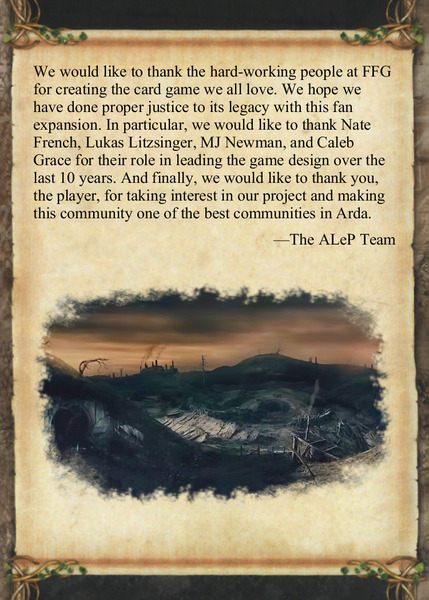 We would like to thank the hard-working people at FFG
for creating the card game we all love. We hope we
have done proper justice to its legacy with this fan
expansion. In particular, we would like to thank Nate
French, Lukas Litzsinger, MJ Newman, and Caleb
Grace for their role in leading the game design over the
last 10 years. And finally, we would like to thank you,
the player, for taking interest in our project and making
this community one of the best communities in Arda.
—The ALeP Team